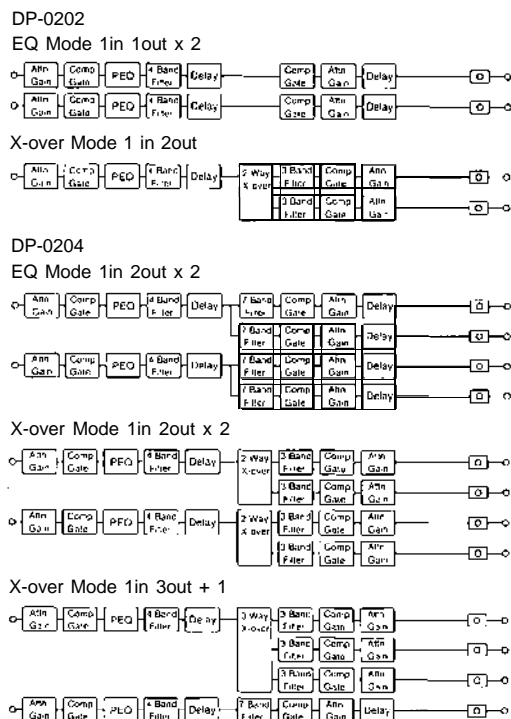 DP-0202
EQ Mode 1in 1out x 2
Attn Gain Comp Gate PEQ 4 Band Filter Delay Comp Gate Attn Gain Delay
Attn Gain Comp Gate PEQ 4 Band Filter Delay Comp Gate Attn Gain Delay
X-over Mode 1 in 2out
Attn Gain Comp Gate PEQ 4 Band Filter Delay 2 Way X-over 3 Band Filter Comp Gate Attn Gain
3 Band Filter Comp Gate Attn Gain
DP-0204
EQ Mode 1in 2out x 2
Attn Gain Comp Gate PEQ 4 Band Filter Delay 7 Band Filter Comp Gate Attn Gain Delay
7 Band Filter Comp Gate Attn Gain Delay
Attn Gain Comp Gate PEQ 4 Band Filter Delay 7 Band Filter Comp Gate Attn Gain Delay
7 Band Filter Comp Gate Attn Gain Delay
X-over Mode 1in 2out x 2
Attn Gain Comp Gate PEQ 4 Band Filter Delay 2 Way X-over 3 Band Filter Comp Gate Attn Gain
3 Band Filter Comp Gate Attn Gain
Attn Gain Comp Gate PEQ 4 Band Filter Delay 2 Way X-over 3 Band Filter Comp Gate Attn Gain
3 Band Filter Comp Gate Attn Gain
X-over Mode 1in 3out + 1
Attn Gain Comp Gate PEQ 4 Band Filter Delay 3 Way X-over 3 Band Filter Comp Attn Gain
3 Band Filter Comp Gate Attn Gain
3 Band Filter Comp Gate Attn Gain
Attn Gain Comp Gate PEQ 4 Band Filter Delay 7 Band Filter Comp Gate Attn Gain Delay